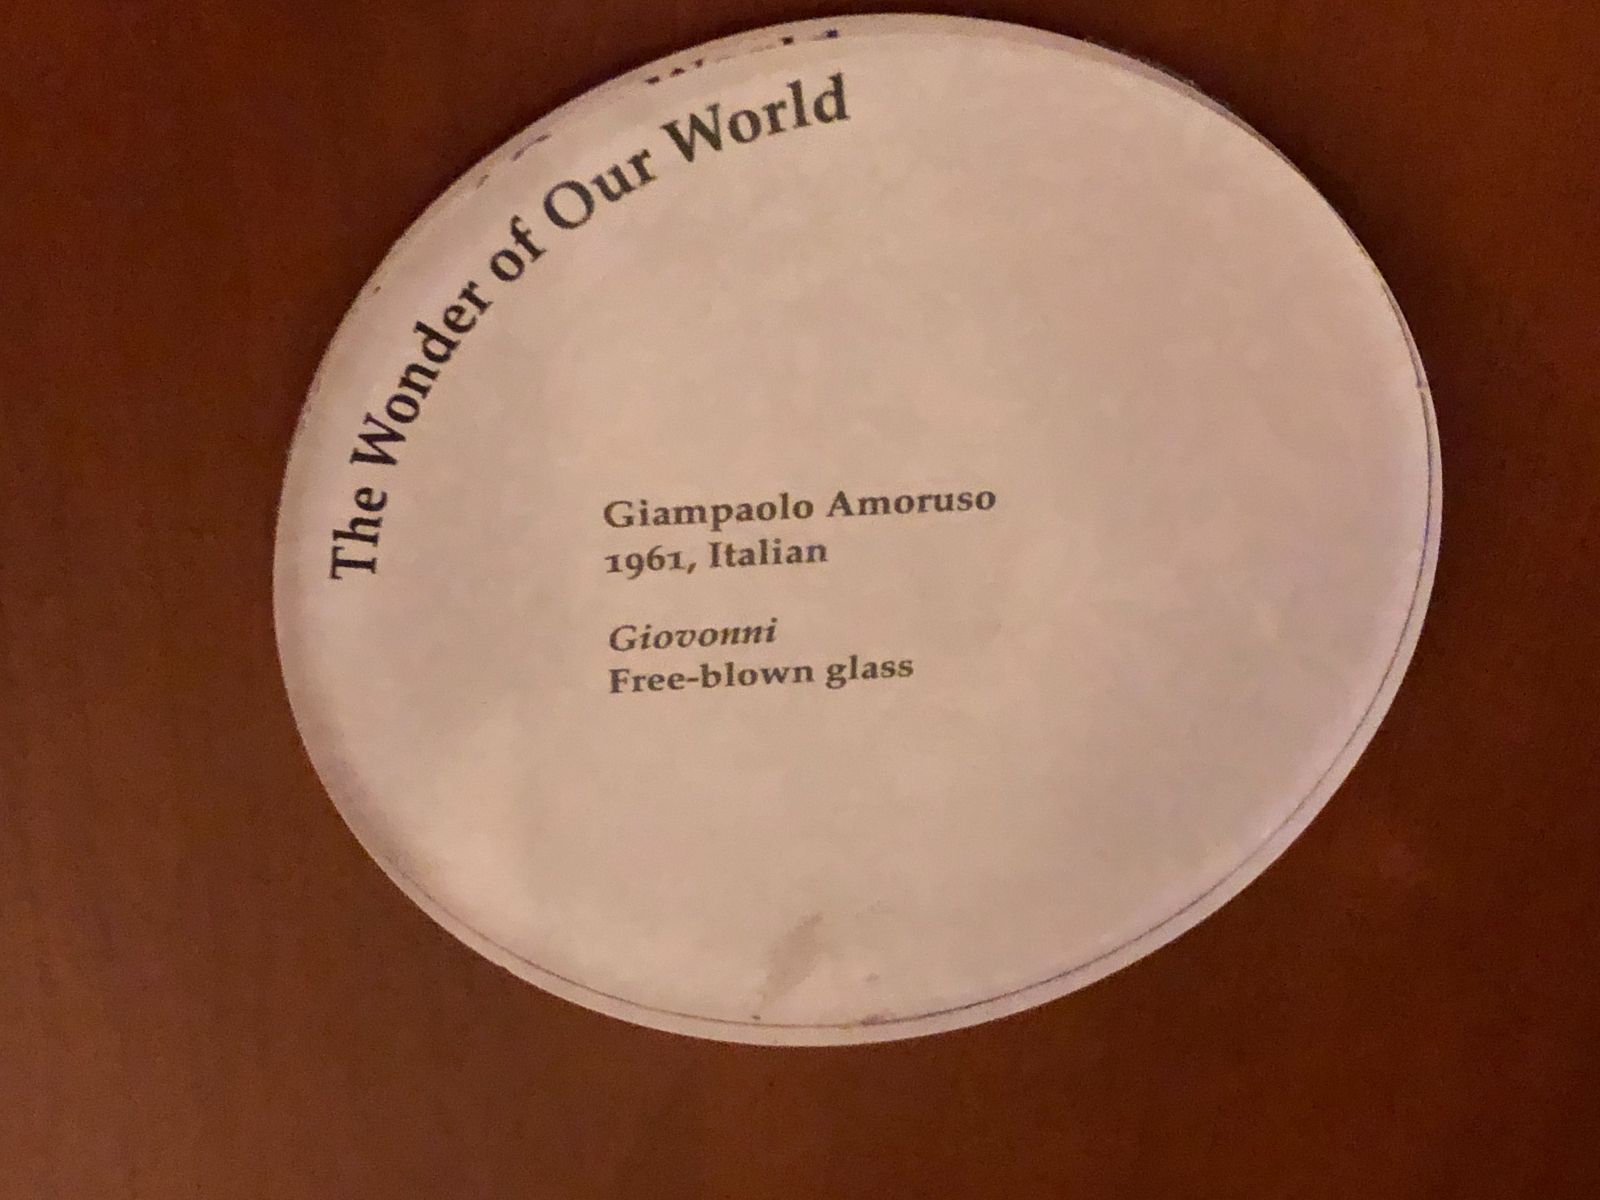 The Wonder of Our World
Giampaolo Amoruso
1961, Italian
Giovonni
Free-blown glass